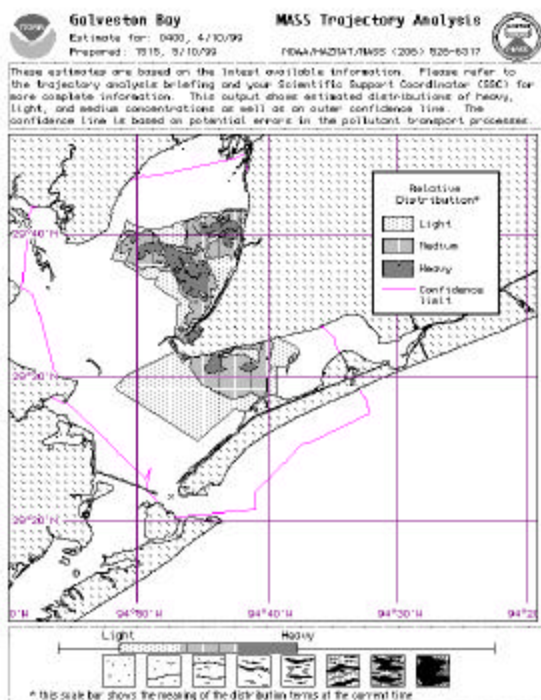 Galveston Bay
Estimate for: 0400, 4/10/99
Prepared: 1515, 9/10/99
MASS Trajectory Analysis
NOAA/HAZMAT/MASS (206) 526-6317
These estimates are based on the latest available information. Please refer to
the trajectory analysis briefing and your Scientific Support Coordinator (SSC) for
more complete information. This output shows estimated distributions of heavy,
light, and medium concentrations as well as an outer confidence line. The
confidence line is based on potential errors in the pollutant transport processes.
Relative
Distribution*
Light
Medium
Heavy
Confidence
limit
29°40'N
29°30'N
29°20'N
0'W
94°50'W
94°40'W
94°30'W
94°20
Light
Heavy
* this scale bar shows the meaning of the distribution terms at the current time